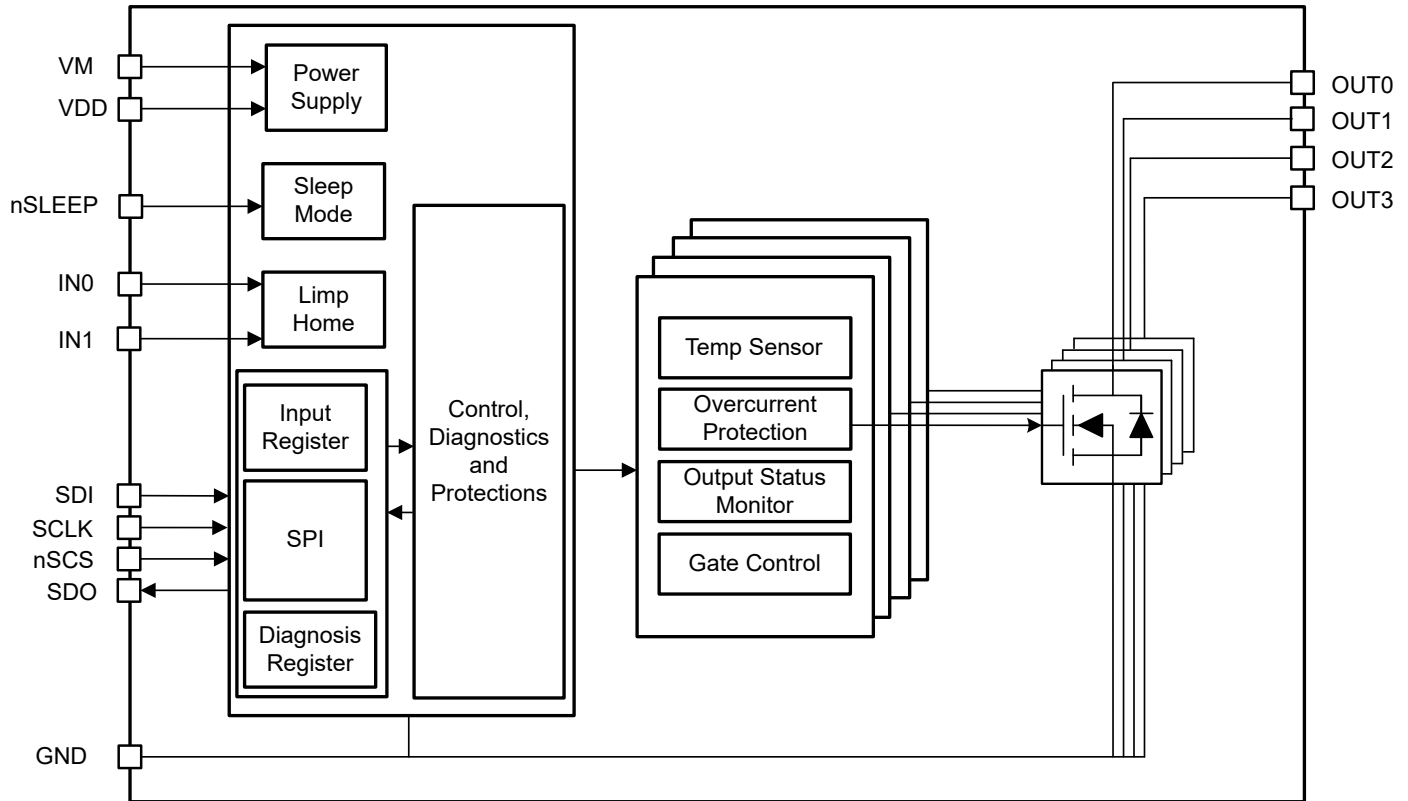 VM
VDD
nSLEEP
IN0
IN1
SDI
SCLK
nSCS
SDO
GND
Power
Supply
Sleep
Mode
Limp
Home
Input
Register
SPI
Diagnosis
Register
Control,
Diagnostics
and
Protections
Temp Sensor
Overcurrent
Protection
Output Status
Monitor
Gate Control
OUT0
OUT1
OUT2
OUT3